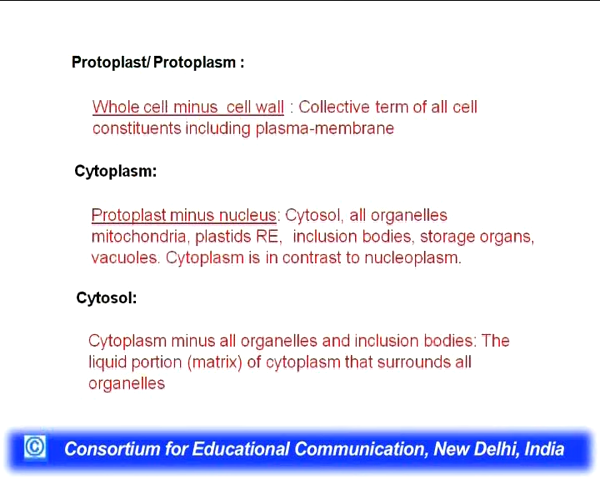 Protoplast/ Protoplasm :
Whole cell minus cell wall : Collective term of all cell
constituents including plasma-membrane
Cytoplasm:
Protoplast minus nucleus: Cytosol, all organelles
mitochondria, plastids RE, inclusion bodies, storage organs,
vacuoles. Cytoplasm is in contrast to nucleoplasm.
Cytosol:
Cytoplasm minus all organelles and inclusion bodies: The
liquid portion (matrix) of cytoplasm that surrounds all
organelles
© Consortium for Educational Communication, New Delhi, India